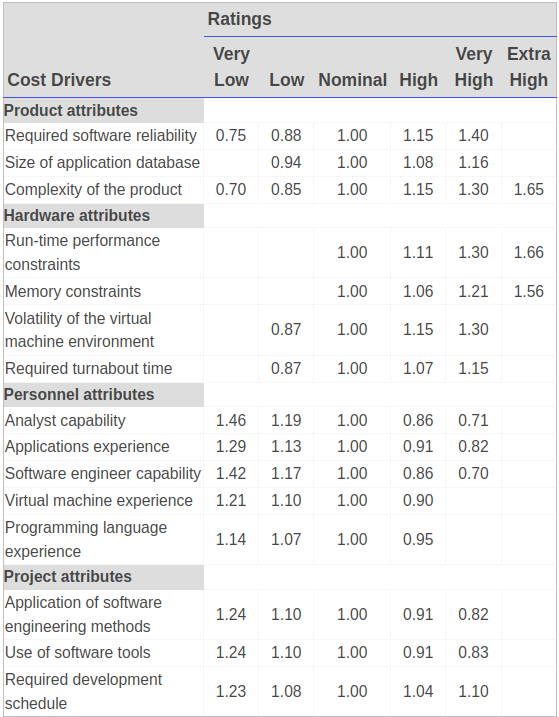 Ratings
Cost Drivers Very Low Low Nominal High Very High Extra High
Product attributes
Required software reliability 0.75 0.88 1.00 1.15 1.40
Size of application database 0.94 1.00 1.08 1.16
Complexity of the product 0.70 0.85 1.00 1.15 1.30 1.65
Hardware attributes
Run-time performance constraints 1.00 1.11 1.30 1.66
Memory constraints 1.00 1.06 1.21 1.56
Volatility of the virtual machine environment 0.87 1.00 1.15 1.30
Required turnabout time 0.87 1.00 1.07 1.15
Personnel attributes
Analyst capability 1.46 1.19 1.00 0.86 0.71
Applications experience 1.29 1.13 1.00 0.91 0.82
Software engineer capability 1.42 1.17 1.00 0.86 0.70
Virtual machine experience 1.21 1.10 1.00 0.90
Programming language experience 1.14 1.07 1.00 0.95
Project attributes
Application of software engineering methods 1.24 1.10 1.00 0.91 0.82
Use of software tools 1.24 1.10 1.00 0.91 0.83
Required development schedule 1.23 1.08 1.00 1.04 1.10